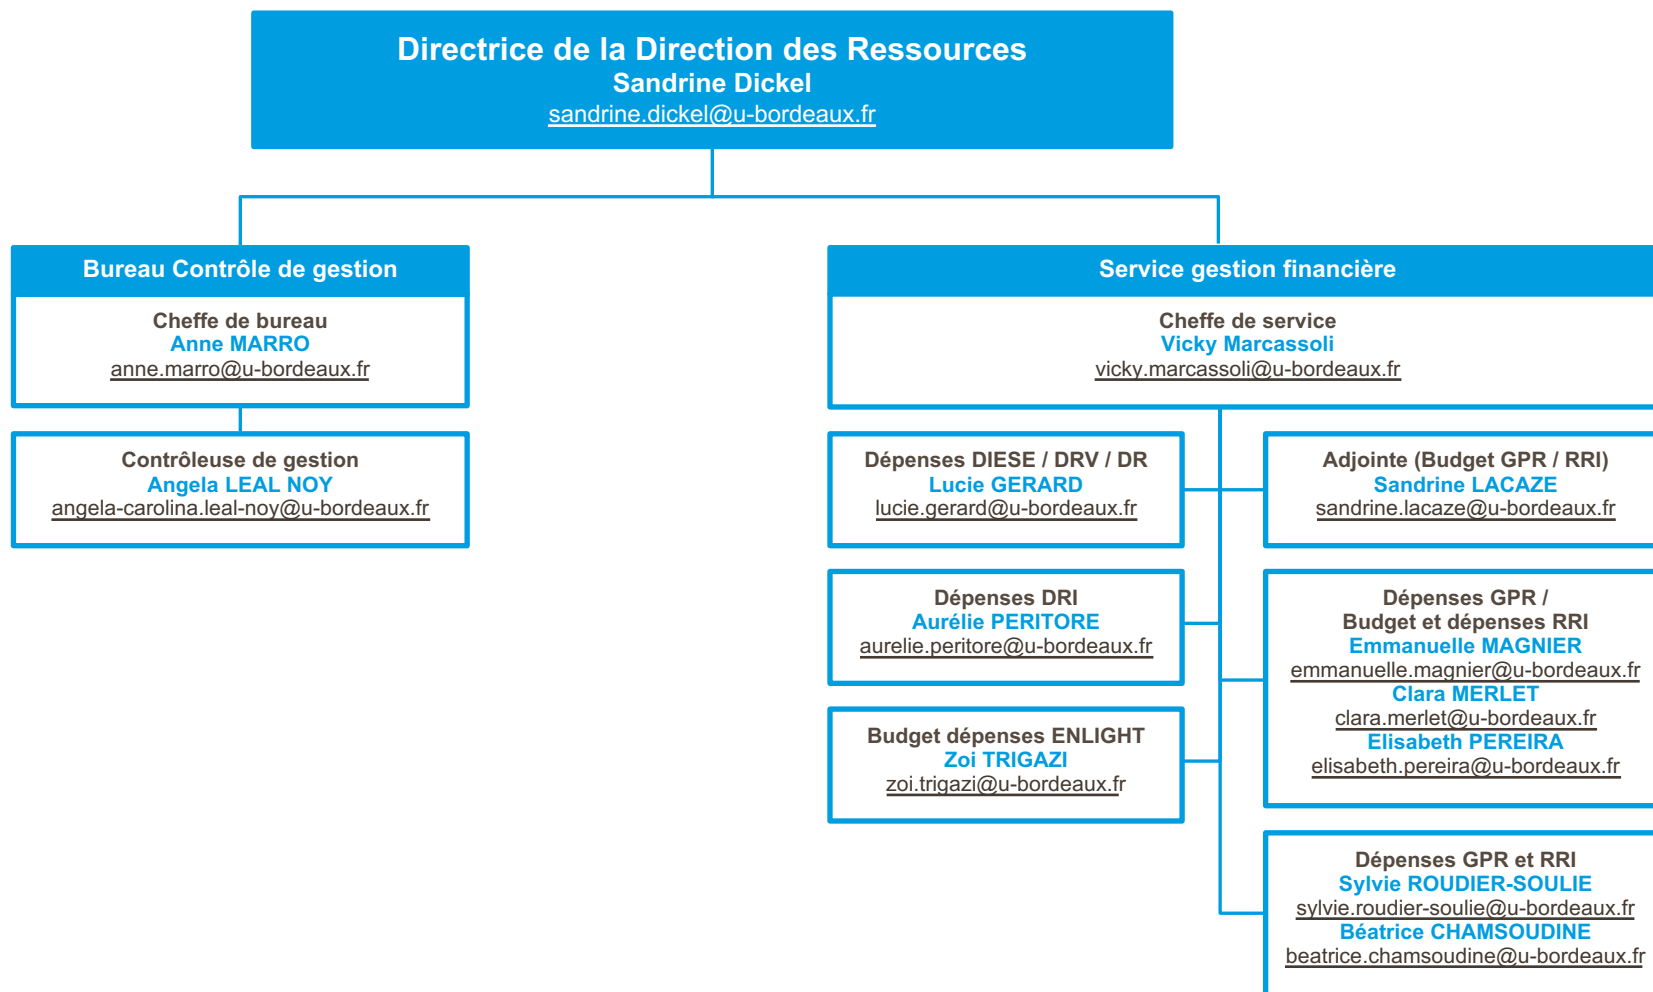 Directrice de la Direction des Ressources
Sandrine Dickel
sandrine.dickel@u-bordeaux.fr
Bureau Contrôle de gestion
Cheffe de bureau
Anne MARRO
anne.marro@u-bordeaux.fr
Contrôleuse de gestion
Angela LEAL NOY
angela-carolina.leal-noy@u-bordeaux.fr
Service gestion financière
Cheffe de service
Vicky Marcassoli
vicky.marcassoli@u-bordeaux.fr
Dépenses DIESE / DRV / DR
Lucie GERARD
lucie.gerard@u-bordeaux.fr
Adjointe (Budget GPR / RRI)
Sandrine LACAZE
sandrine.lacaze@u-bordeaux.fr
Dépenses DRI
Aurélie PERITORE
aurelie.peritore@u-bordeaux.fr
Dépenses GPR /
Budget et dépenses RRI
Emmanuelle MAGNIER
emmanuelle.magnier@u-bordeaux.fr
Clara MERLET
clara.merlet@u-bordeaux.fr
Elisabeth PEREIRA
elisabeth.pereira@u-bordeaux.fr
Budget dépenses ENLIGHT
Zoi TRIGAZI
zoi.trigazi@u-bordeaux.fr
Dépenses GPR et RRI
Sylvie ROUDIER-SOULIE
sylvie.roudier-soulie@u-bordeaux.fr
Béatrice CHAMSOUDINE
beatrice.chamsoudine@u-bordeaux.fr